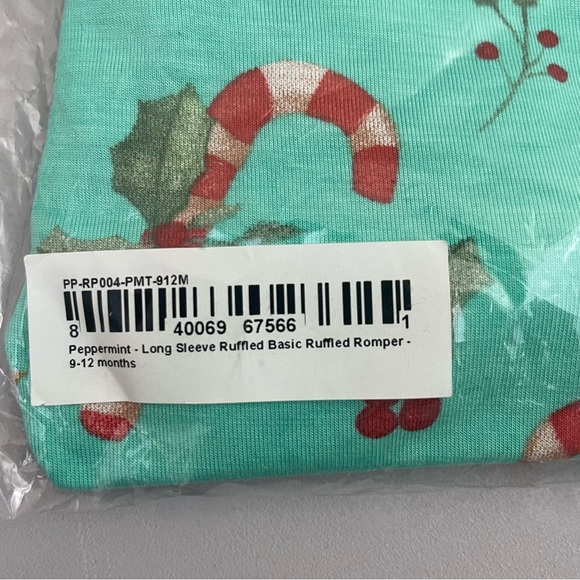 PP-RP004-PMT-912M
8 40069 67566 1
Peppermint - Long Sleeve Ruffled Basic Ruffled Romper -
9-12 months